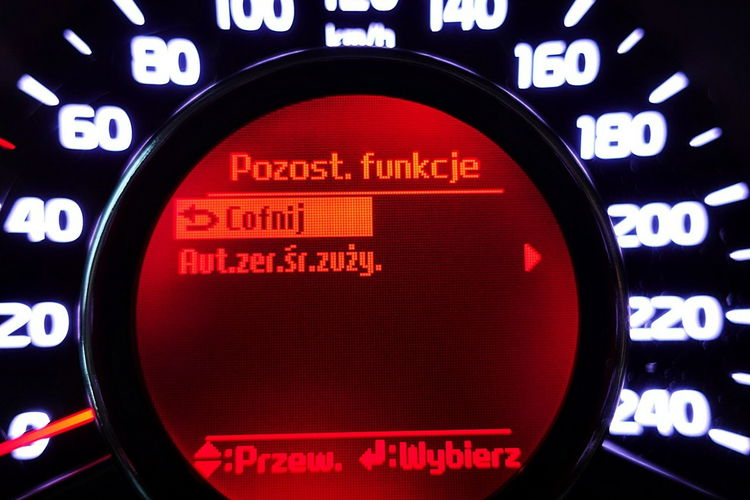 100 120 140
km/h
80 160
60 180
40 200
20 220
0 240
Pozost. funkcje
Cofnij
Aut.zer.śr.zuży.
:Przew. :Wybierz